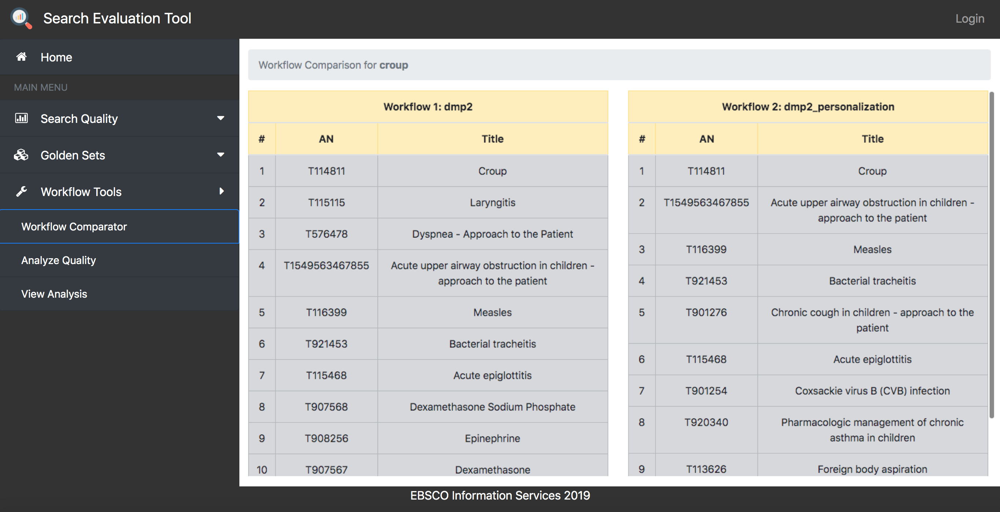 Search Evaluation Tool
Login
Home
MAIN MENU
Search Quality
Golden Sets
Workflow Tools
Workflow Comparator
Analyze Quality
View Analysis
Workflow Comparison for croup
Workflow 1: dmp2
# AN Title
1 T114811 Croup
2 T115115 Laryngitis
3 T576478 Dyspnea - Approach to the Patient
4 T1549563467855 Acute upper airway obstruction in children -
approach to the patient
5 T116399 Measles
6 T921453 Bacterial tracheitis
7 T115468 Acute epiglottitis
8 T907568 Dexamethasone Sodium Phosphate
9 T908256 Epinephrine
10 T907567 Dexamethasone
Workflow 2: dmp2_personalization
# AN Title
1 T114811 Croup
2 T1549563467855 Acute upper airway obstruction in children -
approach to the patient
3 T116399 Measles
4 T921453 Bacterial tracheitis
5 T901276 Chronic cough in children - approach to the
patient
6 T115468 Acute epiglottitis
7 T901254 Coxsackie virus B (CVB) infection
8 T920340 Pharmacologic management of chronic
asthma in children
9 T113626 Foreign body aspiration
EBSCO Information Services 2019